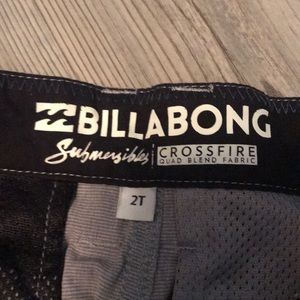 BILLABONG
Submersibles CROSSFIRE
QUAD BLEND FABRIC
2T